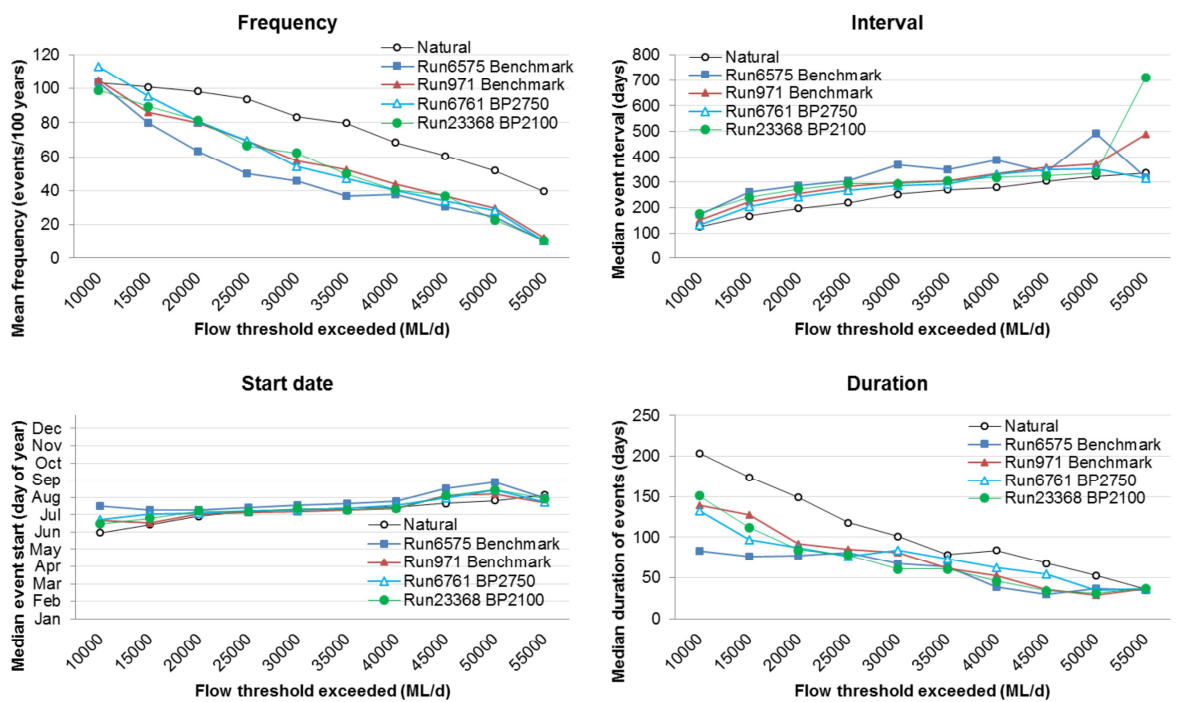 Frequency
Mean frequency (events/100 years)
120
100
80
60
40
20
0
Natural
Run6575 Benchmark
Run971 Benchmark
Run6761 BP2750
Run23368 BP2100
10000
15000
20000
25000
30000
35000
40000
45000
50000
55000
Flow threshold exceeded (ML/d)
Interval
Median event interval (days)
800
700
600
500
400
300
200
100
0
Natural
Run6575 Benchmark
Run971 Benchmark
Run6761 BP2750
Run23368 BP2100
10000
15000
20000
25000
30000
35000
40000
45000
50000
55000
Flow threshold exceeded (ML/d)
Start date
Median event start (day of year)
Dec
Nov
Oct
Sep
Aug
Jul
Jun
May
Apr
Mar
Feb
Jan
Natural
Run6575 Benchmark
Run971 Benchmark
Run6761 BP2750
Run23368 BP2100
10000
15000
20000
25000
30000
35000
40000
45000
50000
55000
Flow threshold exceeded (ML/d)
Duration
Median duration of events (days)
250
200
150
100
50
0
Natural
Run6575 Benchmark
Run971 Benchmark
Run6761 BP2750
Run23368 BP2100
10000
15000
20000
25000
30000
35000
40000
45000
50000
55000
Flow threshold exceeded (ML/d)